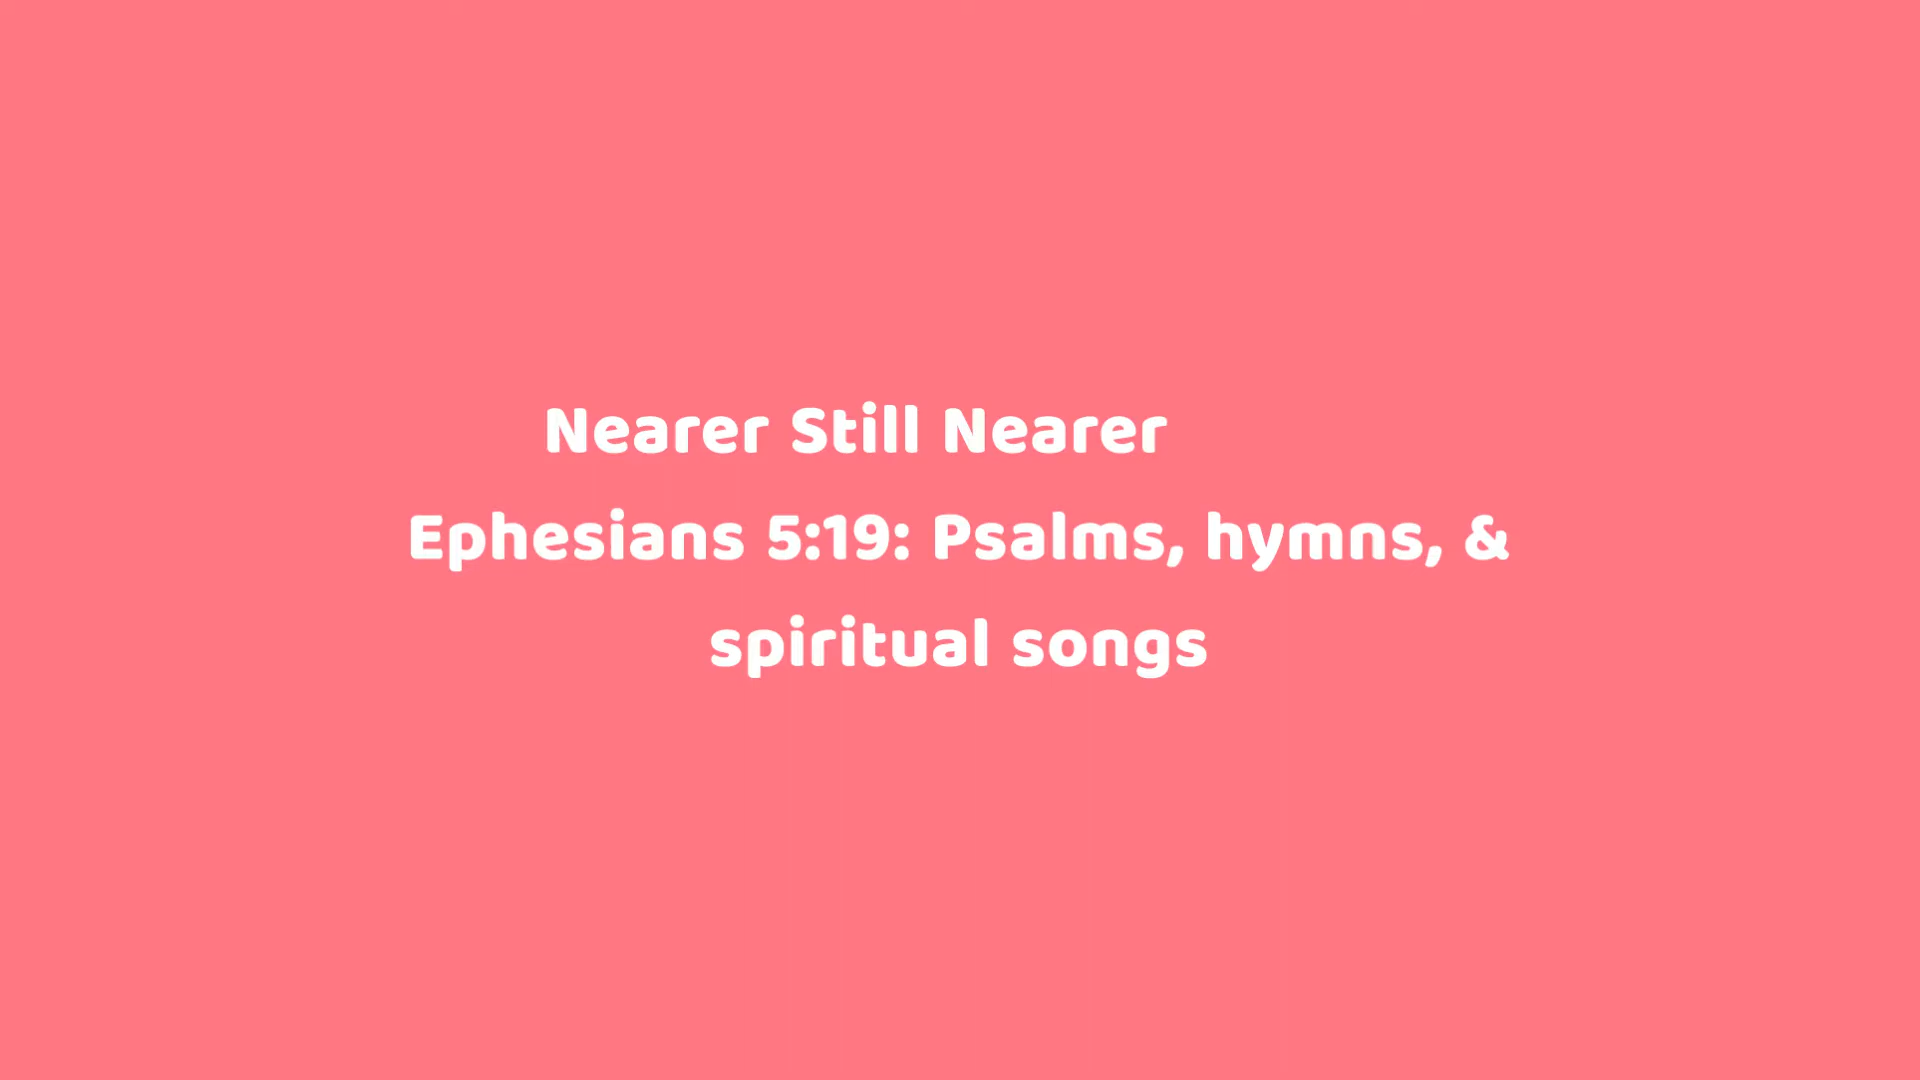 Nearer Still Nearer
Ephesians 5:19: Psalms, hymns, &
spiritual songs